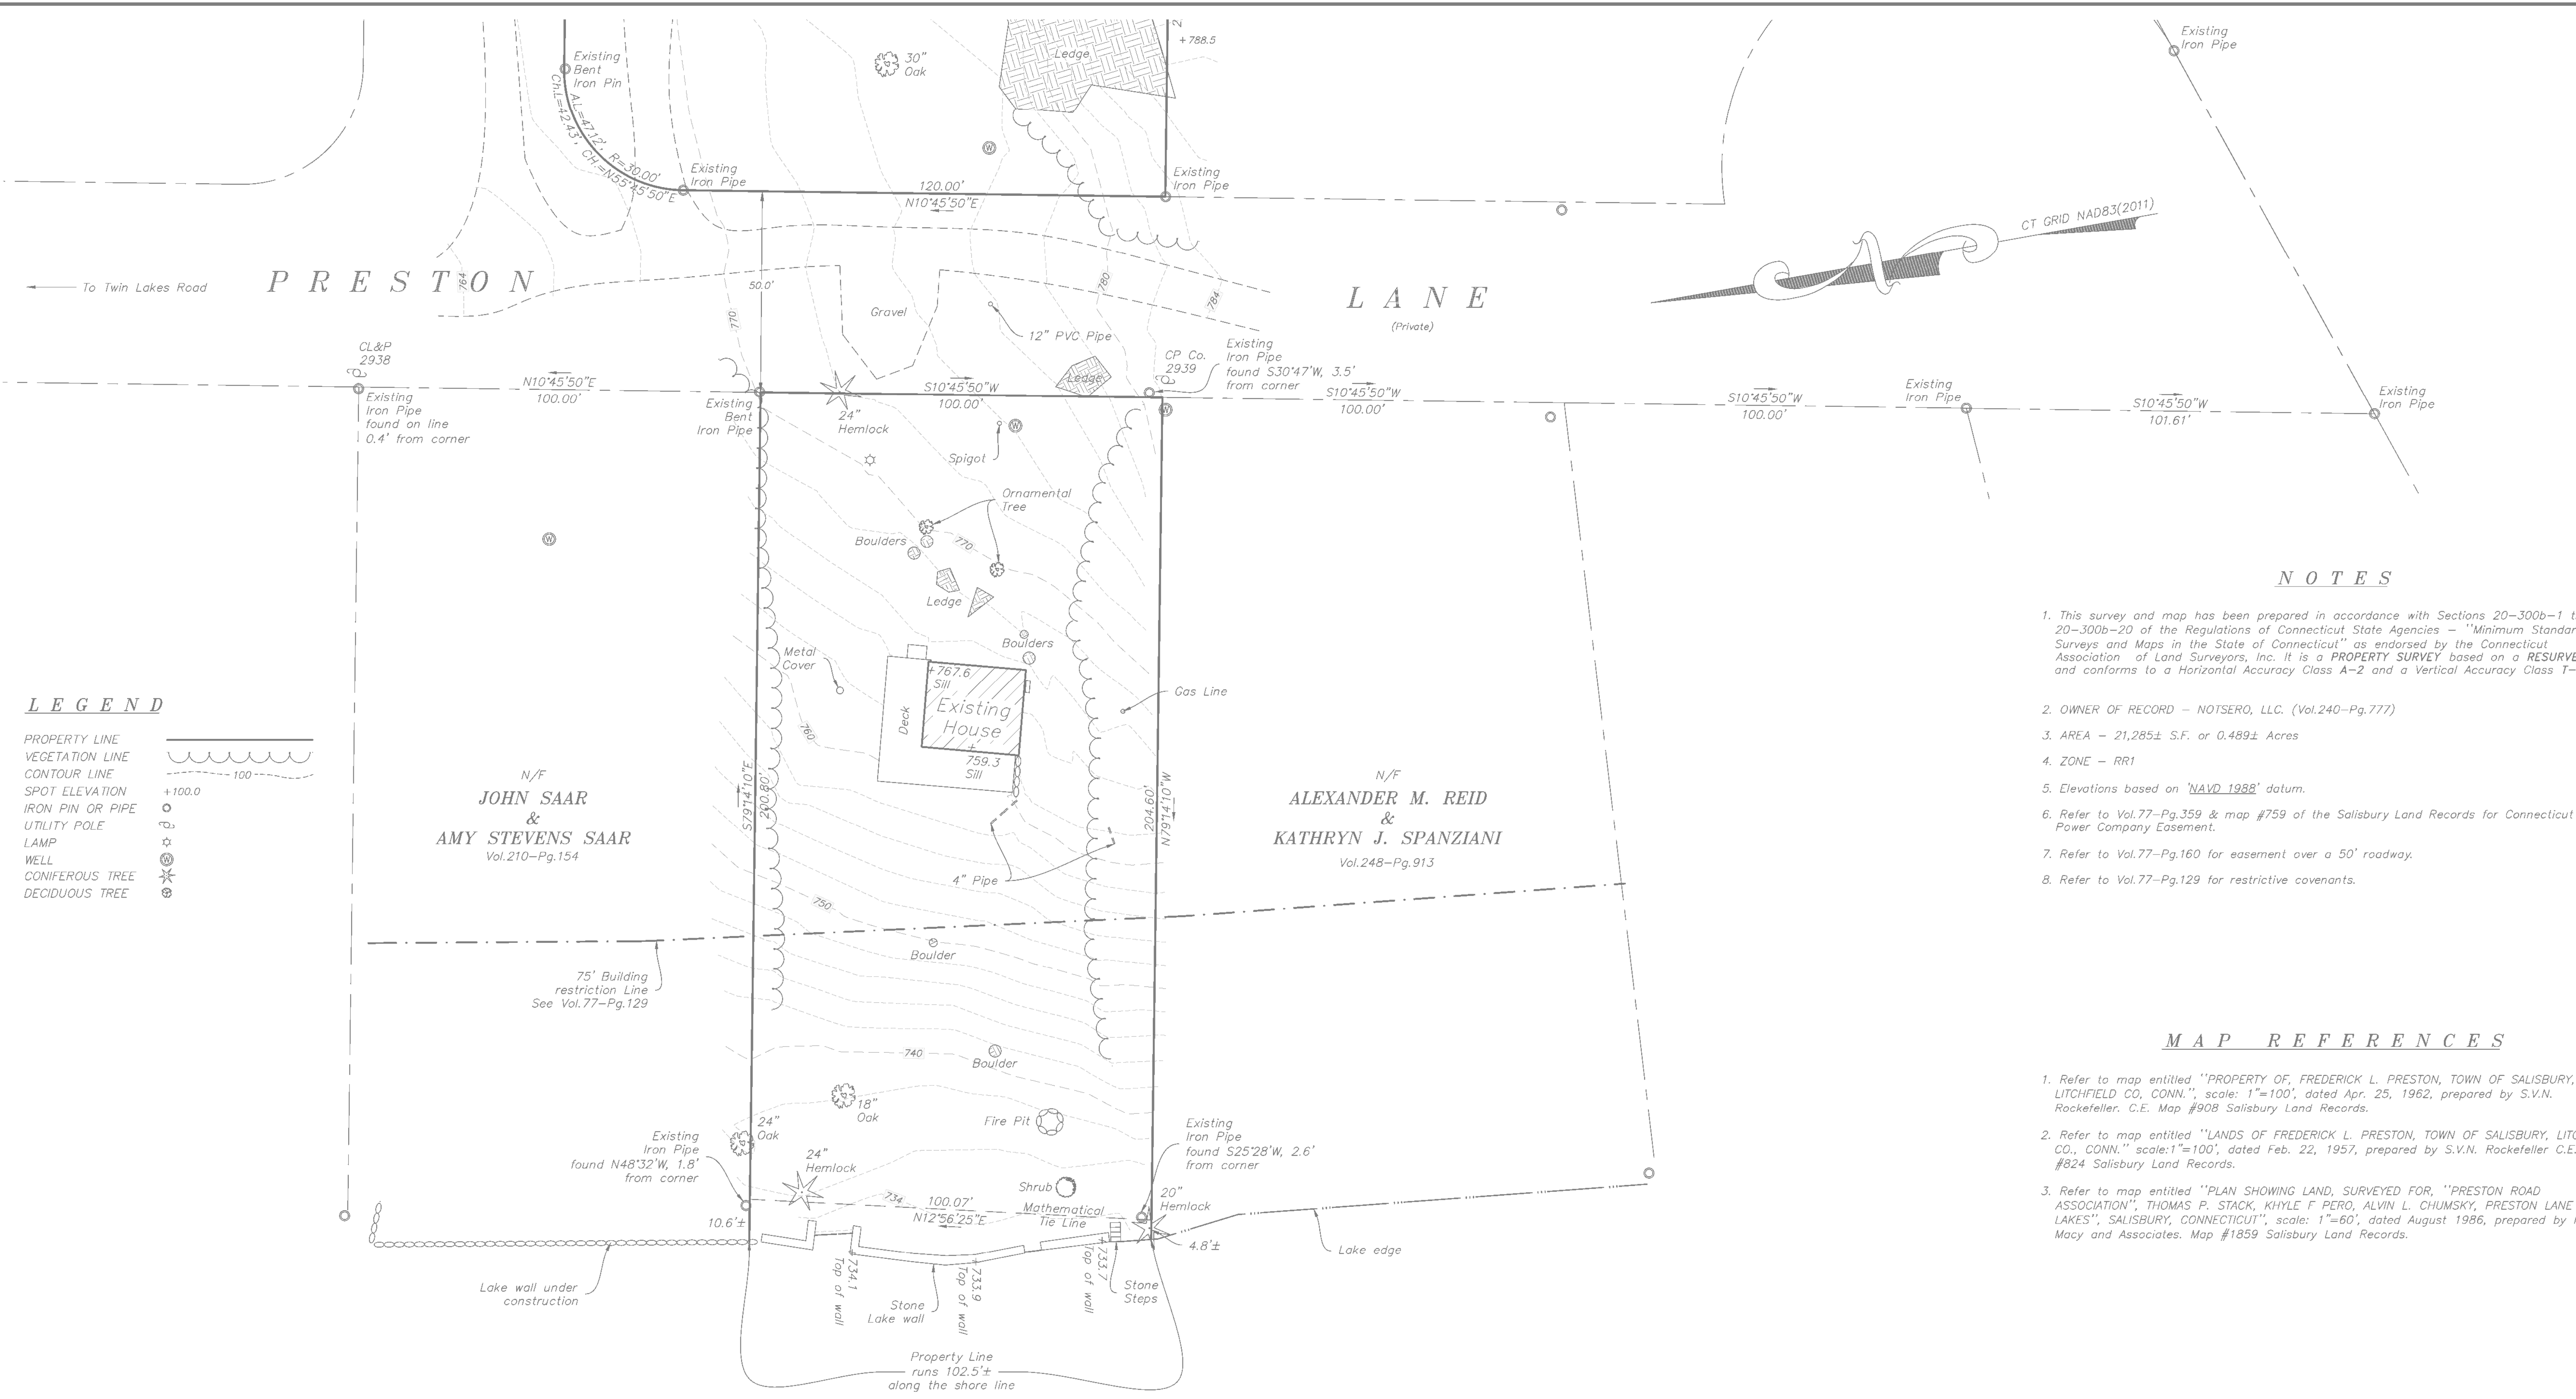 Existing
Bent
Iron Pin
30"
Oak
Ledge
2.
+788.5
Existing
Iron Pipe
AL=47.12', R=30.00'
Ch.L=42.43', CH.=N55°45'50"E
Existing
Iron Pipe
120.00'
N10°45'50"E
Existing
Iron Pipe
CT GRID NAD83(2011)
N
To Twin Lakes Road
PRESTON
LANE
(Private)
764
770
50.0'
780
784
Gravel
12" PVC Pipe
CL&P
2938
Existing
Iron Pipe
found on line
0.4' from corner
N10°45'50"E
100.00'
Existing
Bent
Iron Pipe
24"
Hemlock
S10°45'50"W
100.00'
Ledge
CP Co.
2939
Existing
Iron Pipe
found S30°47'W, 3.5'
from corner
S10°45'50"W
100.00'
S10°45'50"W
100.00'
Existing
Iron Pipe
S10°45'50"W
101.61'
Existing
Iron Pipe
Spigot
Ornamental
Tree
Boulders
770
Ledge
Boulders
Metal
Cover
Gas Line
+767.6
Sill
Existing
House
+
759.3
Sill
Deck
760
S79°14'10"E
200.80'
204.60'
N79°14'10"W
4" Pipe
LEGEND
PROPERTY LINE
VEGETATION LINE
CONTOUR LINE
100
SPOT ELEVATION +100.0
IRON PIN OR PIPE
UTILITY POLE
LAMP
WELL
W
CONIFEROUS TREE
DECIDUOUS TREE
N/F
JOHN SAAR
&
AMY STEVENS SAAR
Vol.210-Pg.154
N/F
ALEXANDER M. REID
&
KATHRYN J. SPANZIANI
Vol.248-Pg.913
750
Boulder
75' Building
restriction Line
See Vol.77-Pg.129
740
Boulder
18"
Oak
24"
Oak
Fire Pit
Existing
Iron Pipe
found N48°32'W, 1.8'
from corner
24"
Hemlock
Shrub
Existing
Iron Pipe
found S25°28'W, 2.6'
from corner
20"
Hemlock
734
100.07'
N12°56'25"E
Mathematical
Tie Line
10.6'±
4.8'±
Lake edge
Lake wall under
construction
+734.1
Top of wall
Stone
Lake wall
+733.9
Top of wall
+733.7
Top of wall
Stone
Steps
Property Line
runs 102.5'±
along the shore line
NOTES
1. This survey and map has been prepared in accordance with Sections 20-300b-1 t
20-300b-20 of the Regulations of Connecticut State Agencies - ''Minimum Standar
Surveys and Maps in the State of Connecticut'' as endorsed by the Connecticut
Association of Land Surveyors, Inc. It is a PROPERTY SURVEY based on a RESURVE
and conforms to a Horizontal Accuracy Class A-2 and a Vertical Accuracy Class T-
2. OWNER OF RECORD - NOTSERO, LLC. (Vol.240-Pg.777)
3. AREA - 21,285± S.F. or 0.489± Acres
4. ZONE - RR1
5. Elevations based on 'NAVD 1988' datum.
6. Refer to Vol.77-Pg.359 & map #759 of the Salisbury Land Records for Connecticut
Power Company Easement.
7. Refer to Vol.77-Pg.160 for easement over a 50' roadway.
8. Refer to Vol.77-Pg.129 for restrictive covenants.
MAP REFERENCES
1. Refer to map entitled ''PROPERTY OF, FREDERICK L. PRESTON, TOWN OF SALISBURY,
LITCHFIELD CO, CONN.'', scale: 1"=100', dated Apr. 25, 1962, prepared by S.V.N.
Rockefeller. C.E. Map #908 Salisbury Land Records.
2. Refer to map entitled ''LANDS OF FREDERICK L. PRESTON, TOWN OF SALISBURY, LITC
CO., CONN.'' scale:1"=100', dated Feb. 22, 1957, prepared by S.V.N. Rockefeller C.E.
#824 Salisbury Land Records.
3. Refer to map entitled ''PLAN SHOWING LAND, SURVEYED FOR, ''PRESTON ROAD
ASSOCIATION'', THOMAS P. STACK, KHYLE F PERO, ALVIN L. CHUMSKY, PRESTON LANE
LAKES'', SALISBURY, CONNECTICUT'', scale: 1"=60', dated August 1986, prepared by
Macy and Associates. Map #1859 Salisbury Land Records.